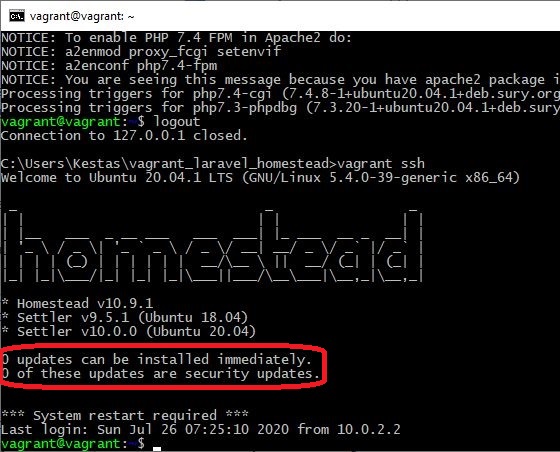 vagrant@vagrant: ~
NOTICE: To enable PHP 7.4 FPM in Apache2 do:
NOTICE: a2enmod proxy_fcgi setenvif
NOTICE: a2enconf php7.4-fpm
NOTICE: You are seeing this message because you have apache2 package i
Processing triggers for php7.4-cgi (7.4.8-1+ubuntu20.04.1+deb.sury.org
Processing triggers for php7.3-phpdbg (7.3.20-1+ubuntu20.04.1+deb.sury
vagrant@vagrant:~$ logout
Connection to 127.0.0.1 closed.
C:\Users\Kestas\vagrant_laravel_homestead>vagrant ssh
Welcome to Ubuntu 20.04.1 LTS (GNU/Linux 5.4.0-39-generic x86_64)
homestead
* Homestead v10.9.1
* Settler v9.5.1 (Ubuntu 18.04)
* Settler v10.0.0 (Ubuntu 20.04)
0 updates can be installed immediately.
0 of these updates are security updates.
*** System restart required ***
Last login: Sun Jul 26 07:25:10 2020 from 10.0.2.2
vagrant@vagrant:~$